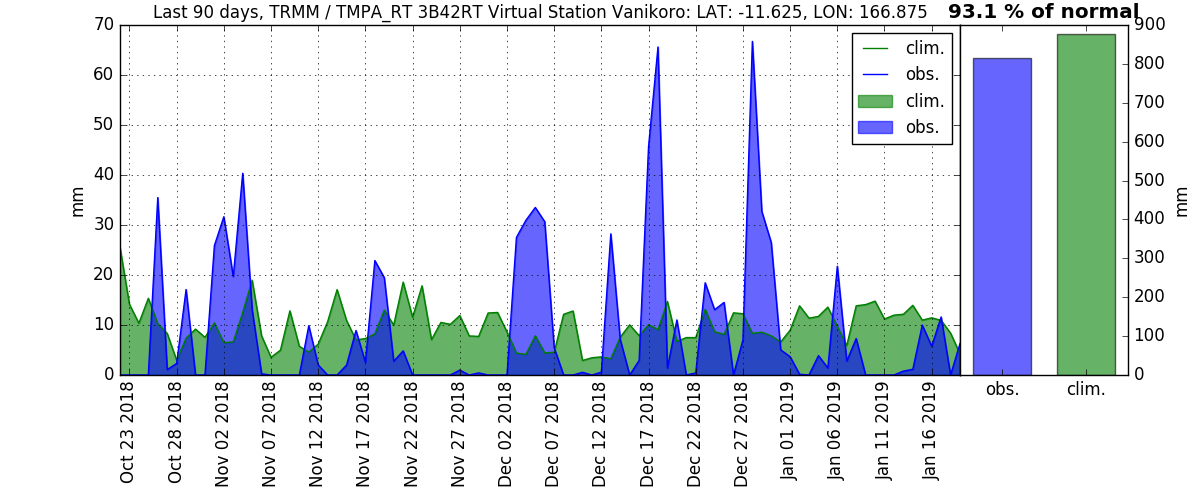 Last 90 days, TRMM / TMPA_RT 3B42RT Virtual Station Vanikoro: LAT: -11.625, LON: 166.875
93.1 % of normal
70
60
50
40
30
20
10
0
mm
clim.
obs.
clim.
obs.
900
800
700
600
500
400
300
200
100
0
mm
obs.
clim.
Oct 23 2018
Oct 28 2018
Nov 02 2018
Nov 07 2018
Nov 12 2018
Nov 17 2018
Nov 22 2018
Nov 27 2018
Dec 02 2018
Dec 07 2018
Dec 12 2018
Dec 17 2018
Dec 22 2018
Dec 27 2018
Jan 01 2019
Jan 06 2019
Jan 11 2019
Jan 16 2019